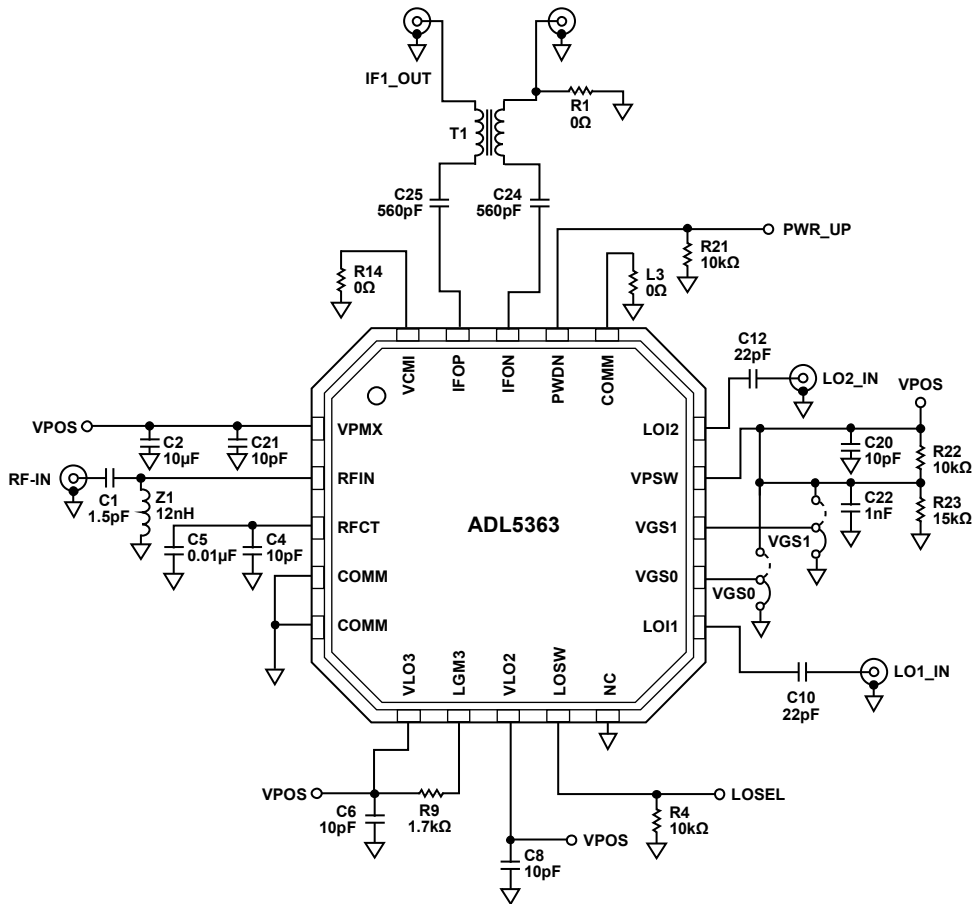 IF1_OUT
R1
0Ω
T1
C25
560pF
C24
560pF
PWR_UP
R21
10kΩ
R14
0Ω
L3
0Ω
C12
22pF
LO2_IN
VPOS
VCMI
IFOP
IFON
PWDN
COMM
VPOS
C2
10µF
C21
10pF
VPMX
LOI2
C20
10pF
R22
10kΩ
RF-IN
C1
1.5pF
Z1
12nH
RFIN
VPSW
C22
1nF
R23
15kΩ
C5
0.01µF
C4
10pF
RFCT
ADL5363
VGS1
VGS1
COMM
VGS0
VGS0
COMM
LOI1
VLO3
LGM3
VLO2
LOSW
NC
LO1_IN
C10
22pF
VPOS
C6
10pF
R9
1.7kΩ
LOSEL
R4
10kΩ
VPOS
C8
10pF